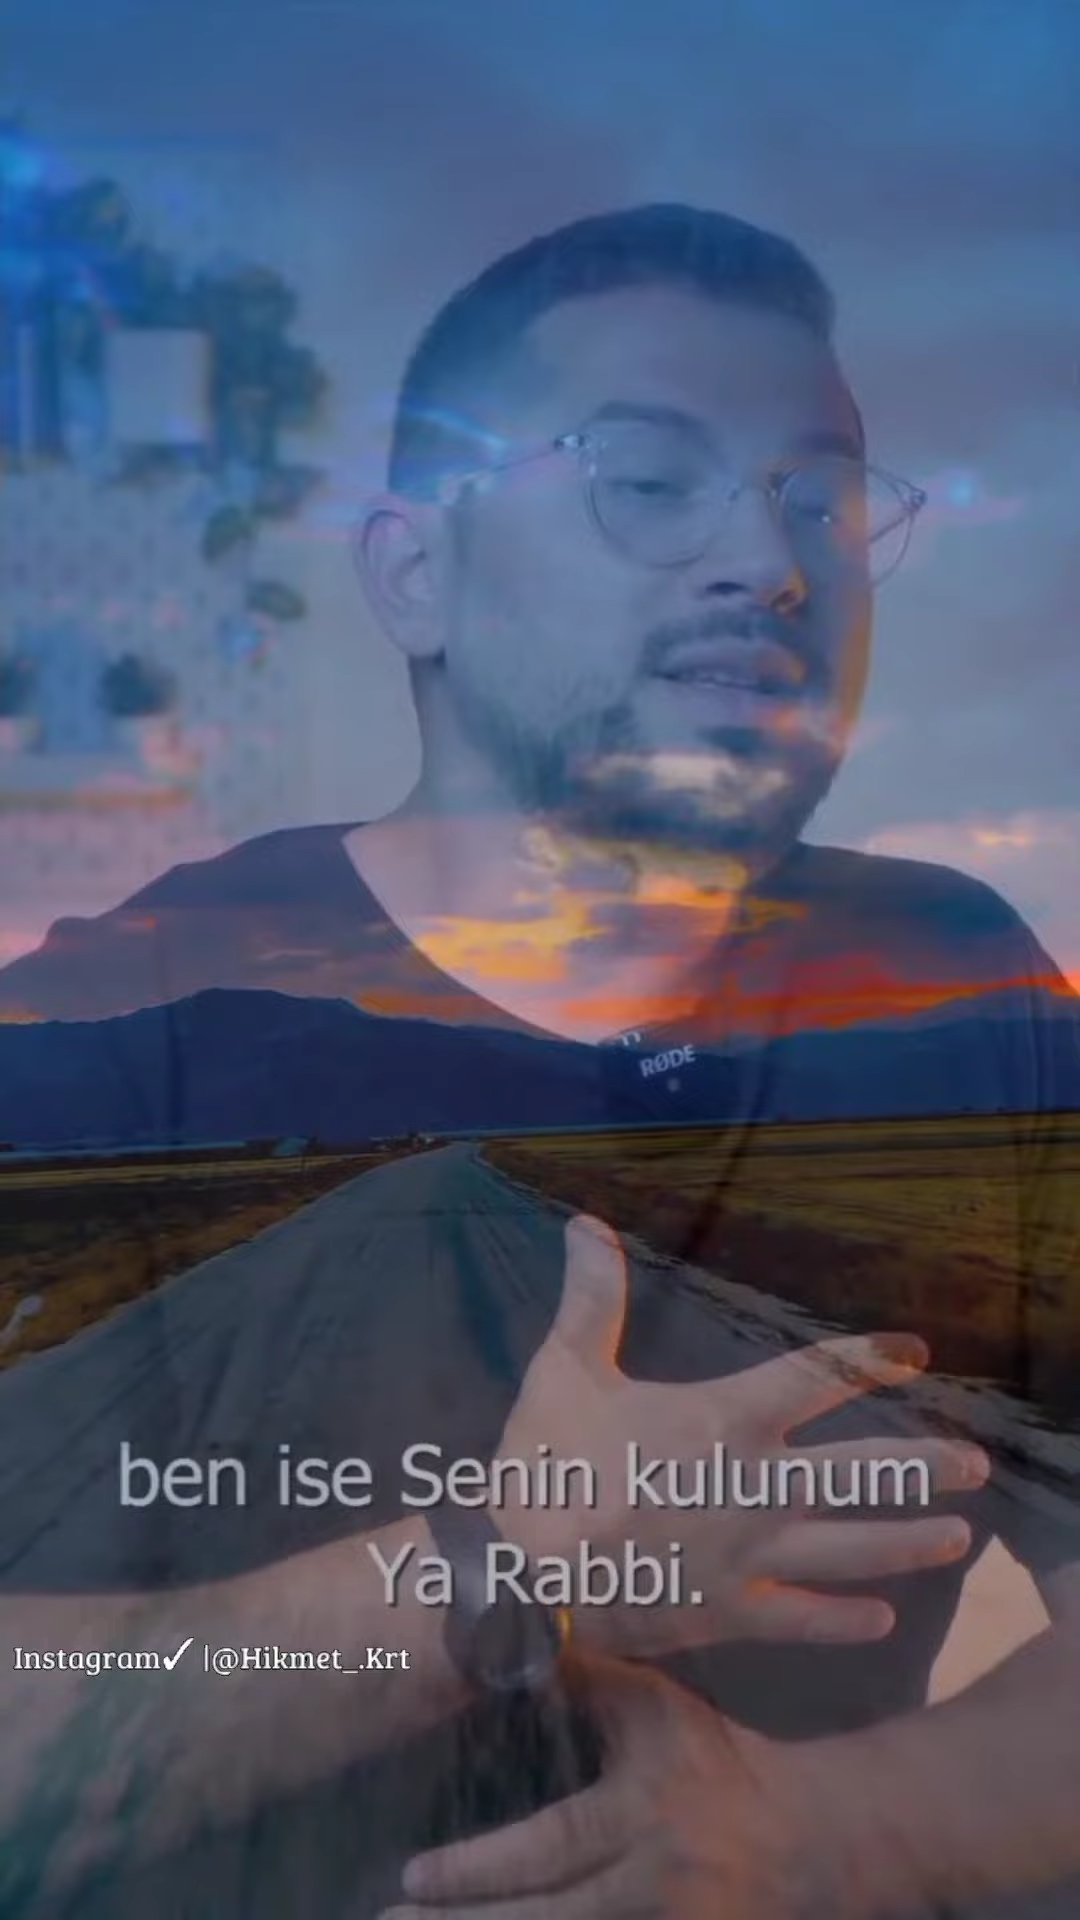 RØDE
ben ise Senin kulunum
Ya Rabbi.
Instagram✓ |@Hikmet_.Krt